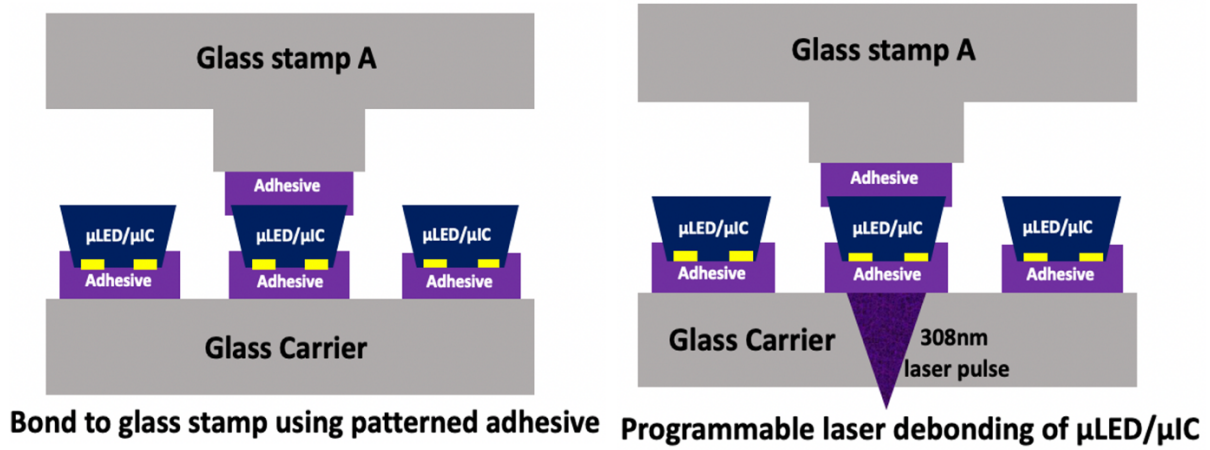 Glass stamp A
Adhesive
μLED/μIC
μLED/μIC
μLED/μIC
Adhesive
Adhesive
Adhesive
Glass Carrier
Bond to glass stamp using patterned adhesive
Glass stamp A
Adhesive
μLED/μIC
μLED/μIC
μLED/μIC
Adhesive
Adhesive
Adhesive
Glass Carrier
308nm
laser pulse
Programmable laser debonding of μLED/μIC